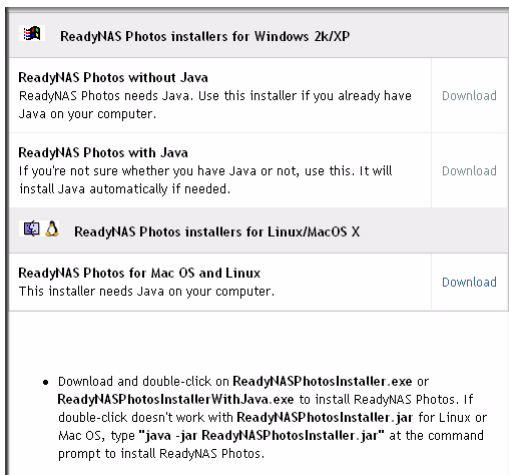 ReadyNAS Photos installers for Windows 2k/XP
ReadyNAS Photos without Java
ReadyNAS Photos needs Java. Use this installer if you already have
Java on your computer.
Download
ReadyNAS Photos with Java
If you're not sure whether you have Java or not, use this. It will
install Java automatically if needed.
Download
ReadyNAS Photos installers for Linux/MacOS X
ReadyNAS Photos for Mac OS and Linux
This installer needs Java on your computer.
Download
• Download and double-click on ReadyNASPhotosInstaller.exe or
ReadyNASPhotosInstallerWithJava.exe to install ReadyNAS Photos. If
double-click doesn't work with ReadyNASPhotosInstaller.jar for Linux or
Mac OS, type "java -jar ReadyNASPhotosInstaller.jar" at the command
prompt to install ReadyNAS Photos.